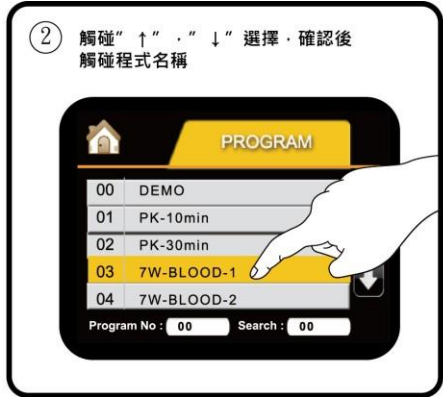 ② 觸碰"↑","↓"選擇,確認後
觸碰程式名稱
PROGRAM
00 DEMO
01 PK-10min
02 PK-30min
03 7W-BLOOD-1
04 7W-BLOOD-2
Program No : 00 Search : 00